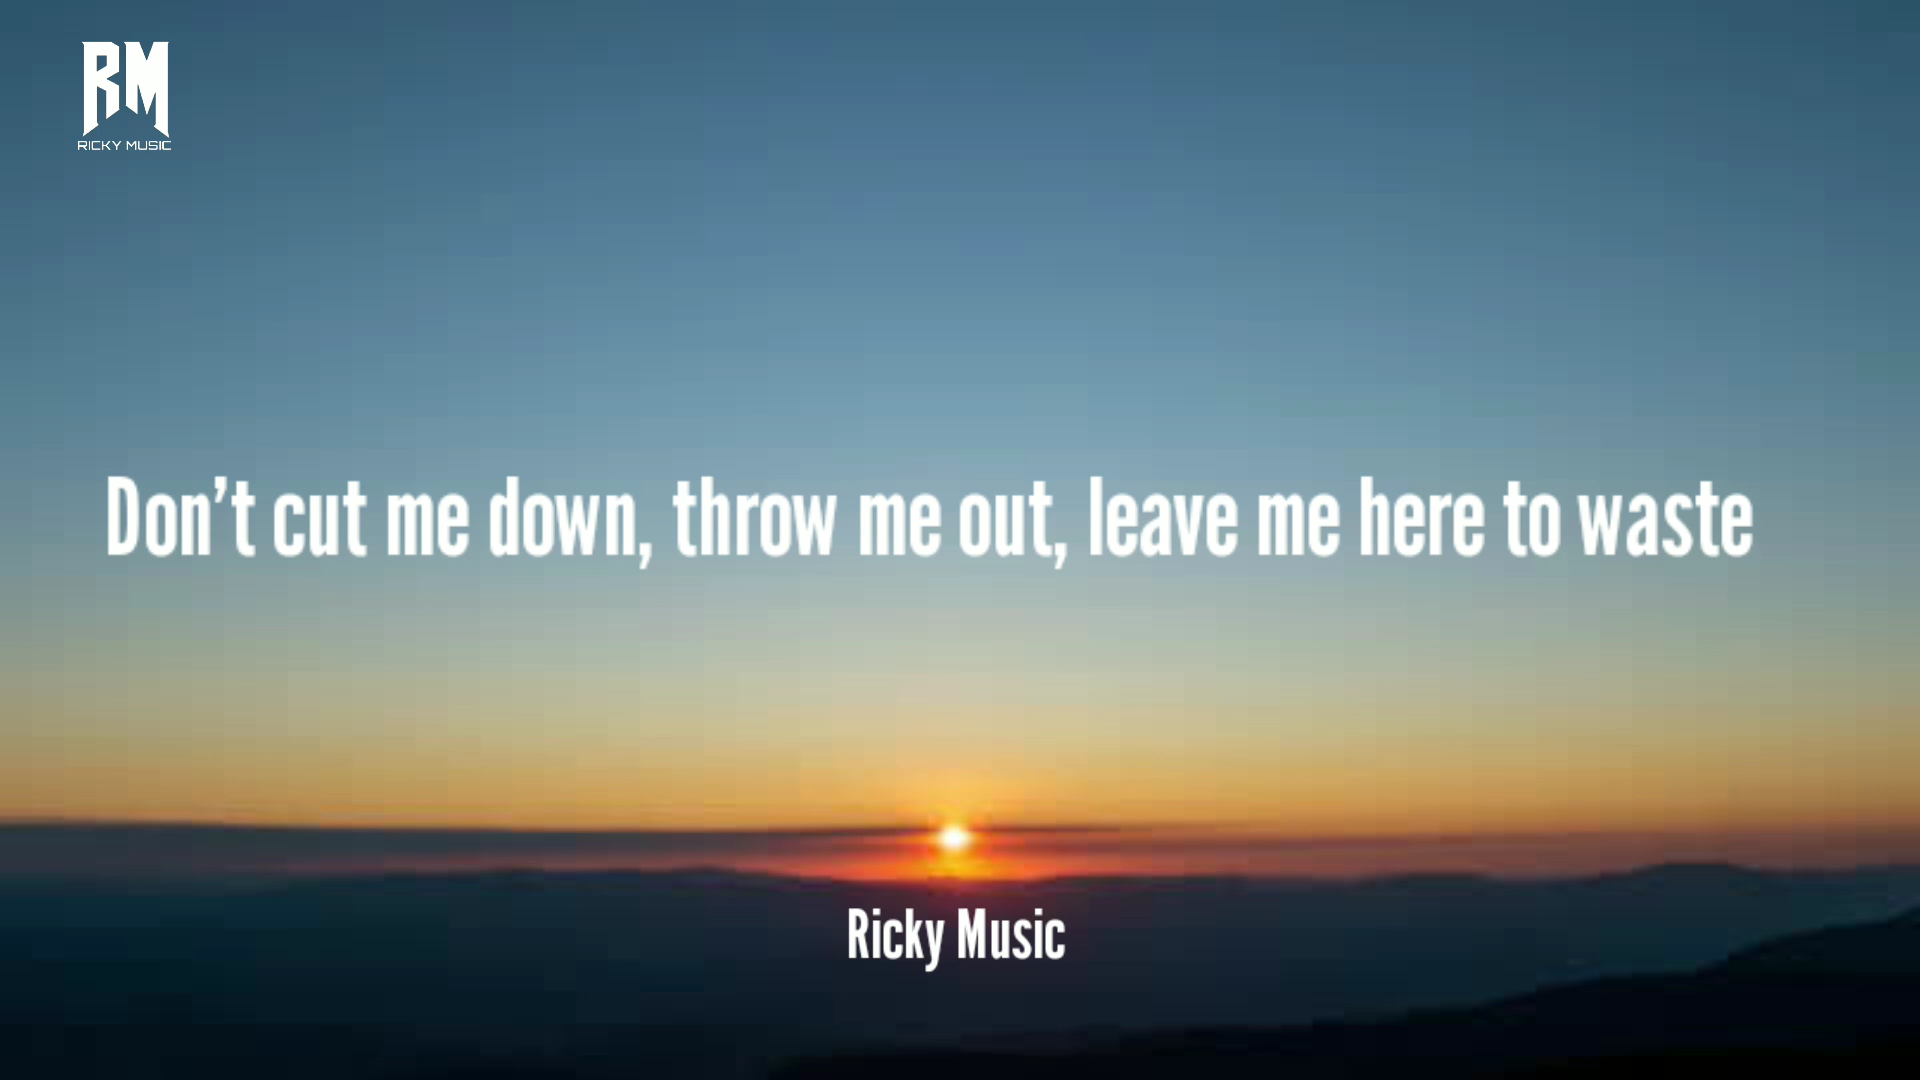 RM
RICKY MUSIC
Don't cut me down, throw me out, leave me here to waste
Ricky Music